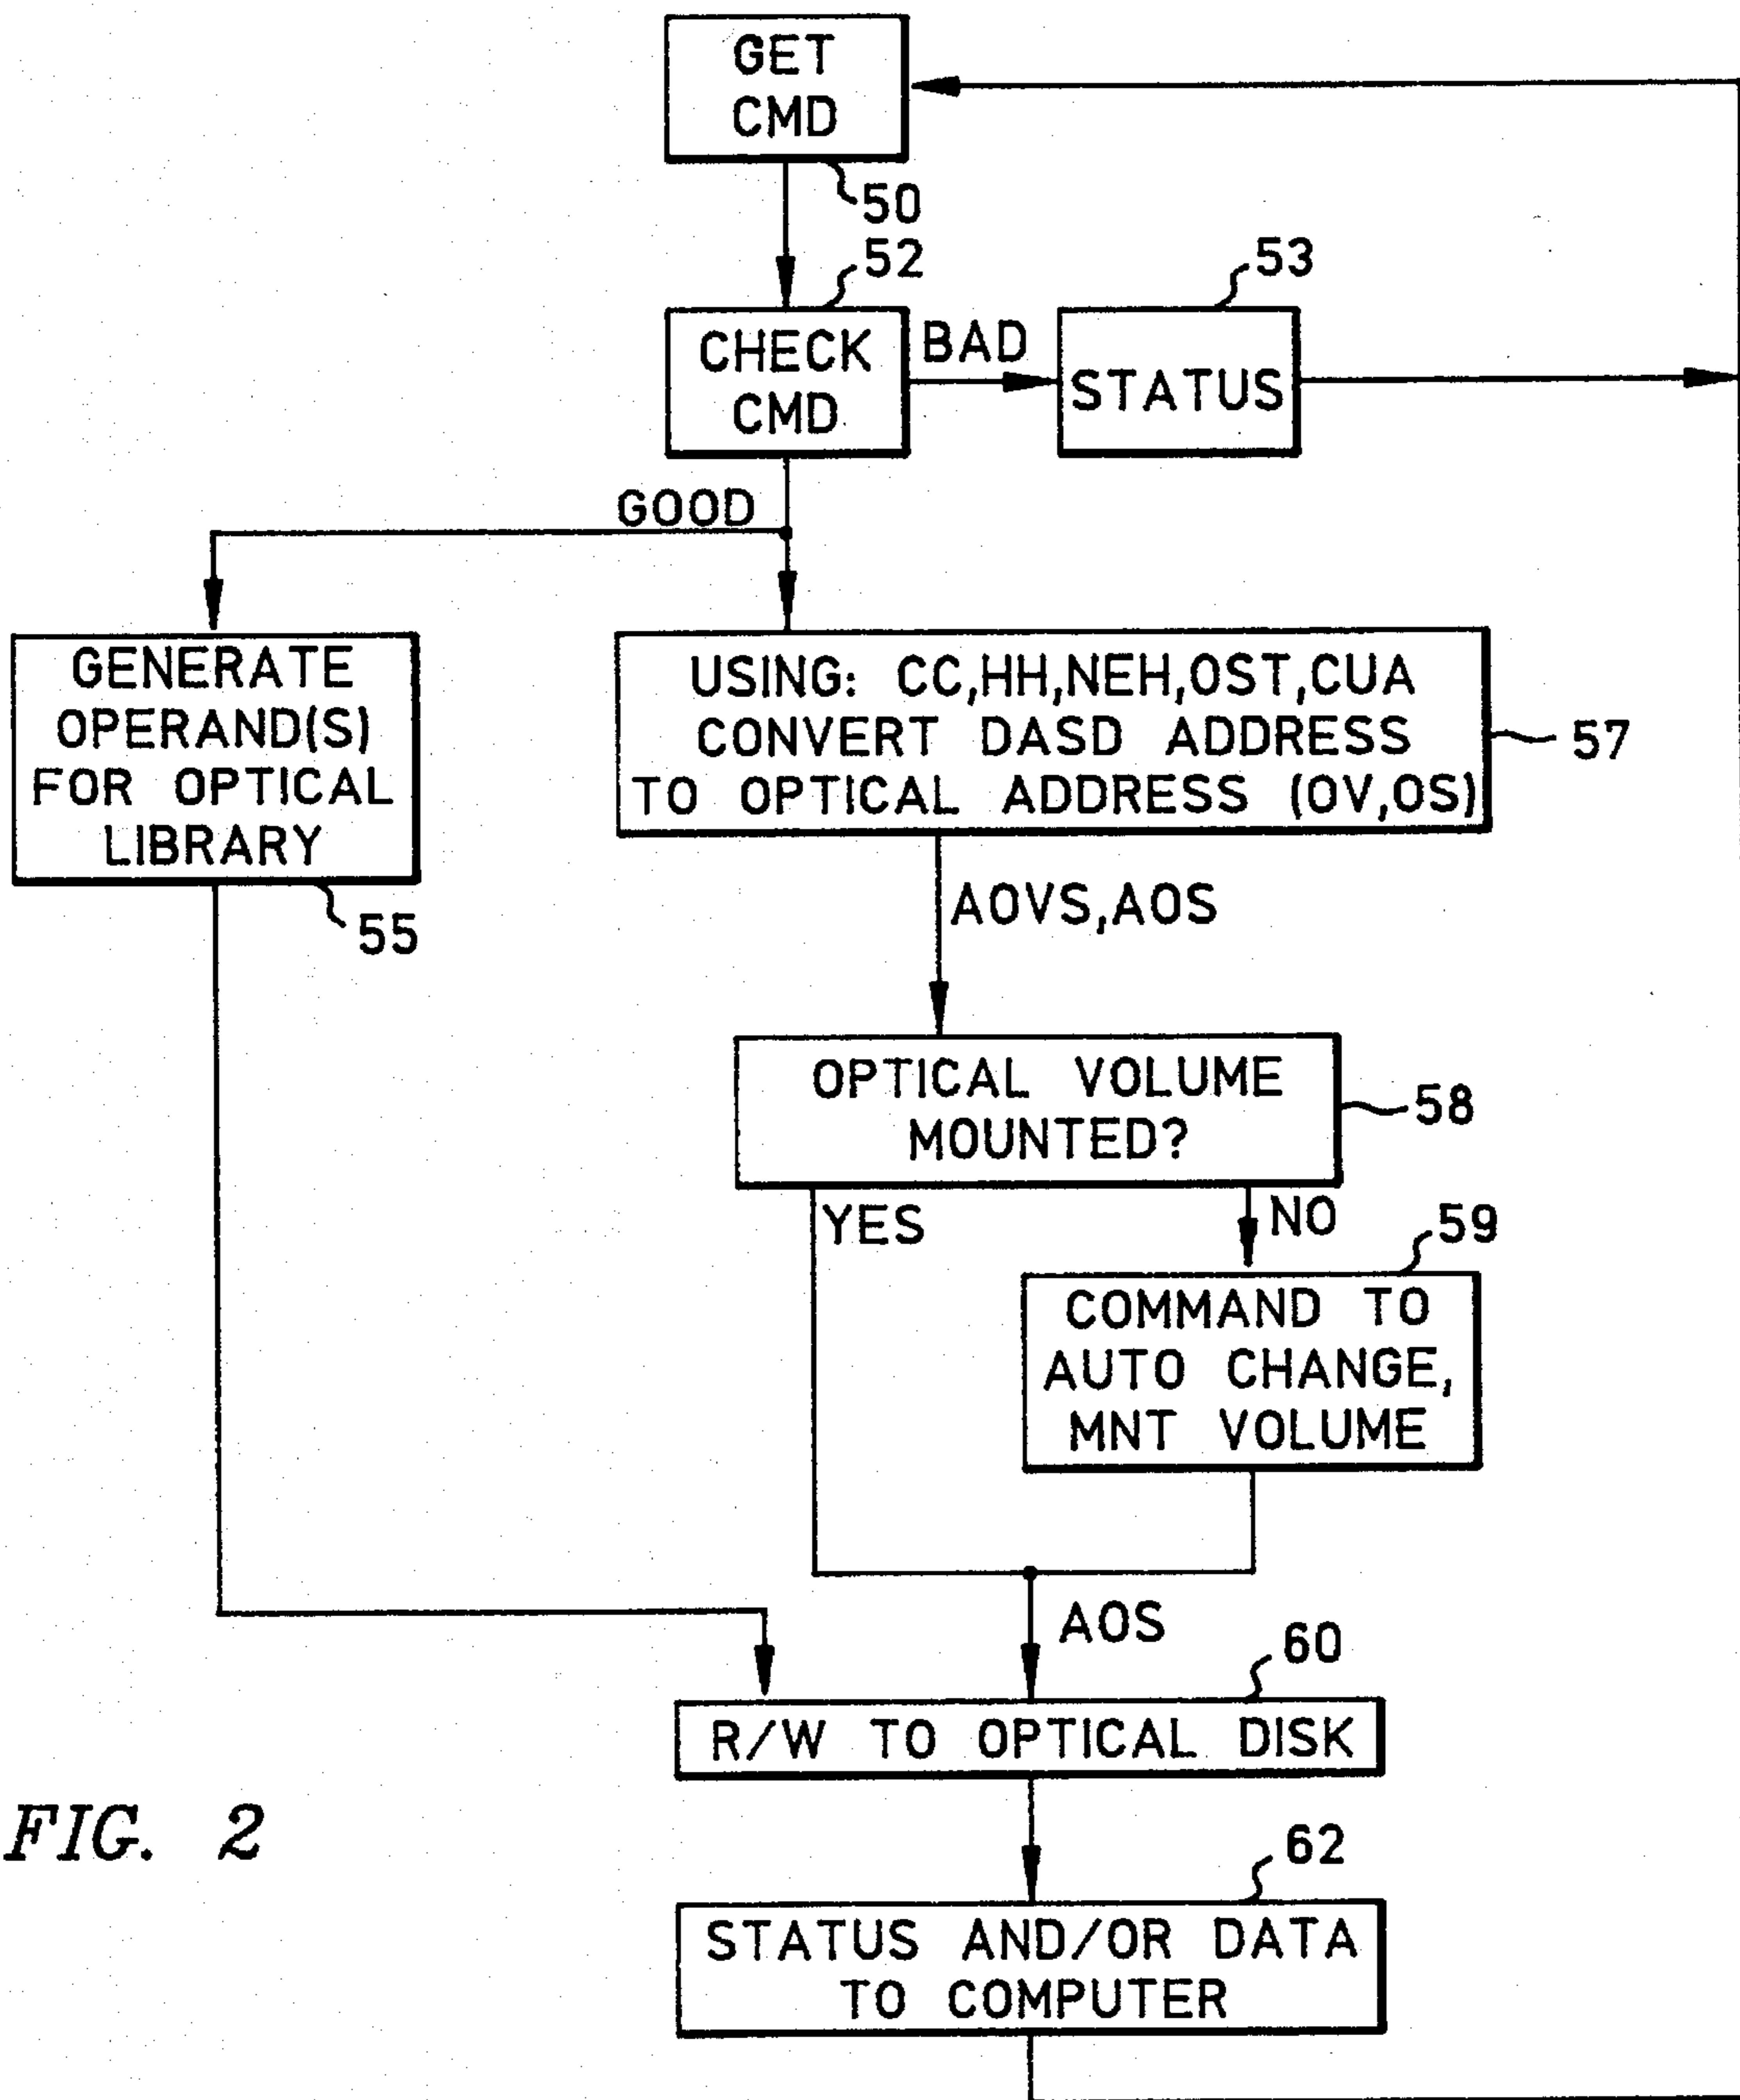 GET
CMD
50
52
53
CHECK
CMD
BAD
STATUS
GOOD
GENERATE
OPERAND(S)
FOR OPTICAL
LIBRARY
55
USING: CC,HH,NEH,OST,CUA
CONVERT DASD ADDRESS
TO OPTICAL ADDRESS (OV,OS)
57
AOVS,AOS
OPTICAL VOLUME
MOUNTED?
58
YES
NO
59
COMMAND TO
AUTO CHANGE,
MNT VOLUME
AOS
60
R/W TO OPTICAL DISK
62
STATUS AND/OR DATA
TO COMPUTER
FIG. 2